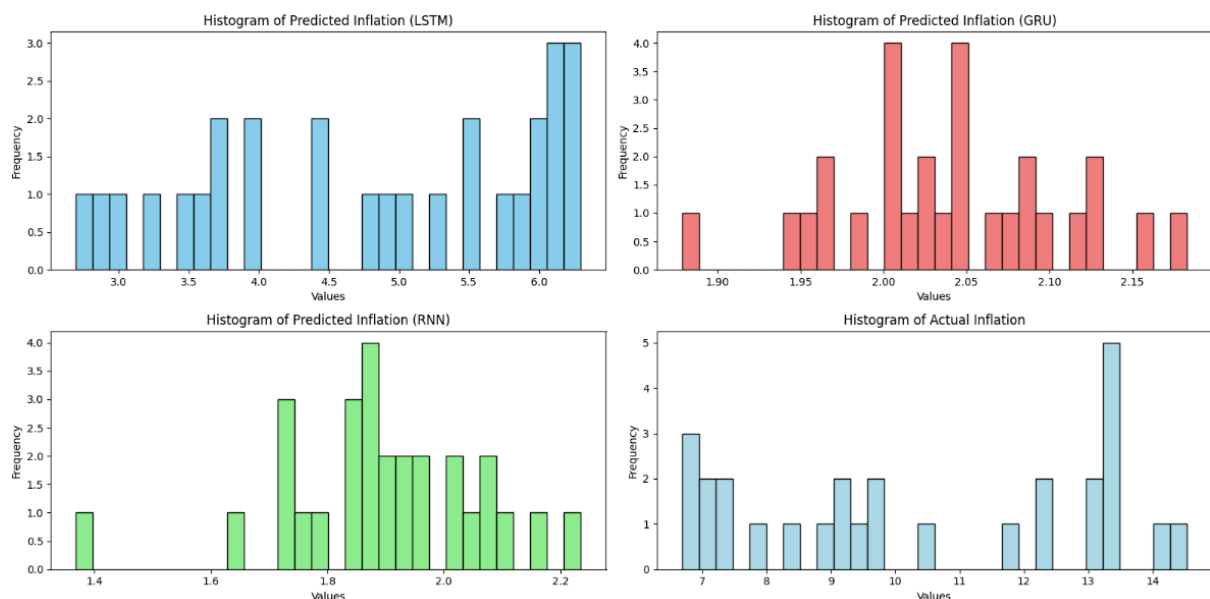 Histogram of Predicted Inflation (LSTM)
Frequency
3.0
2.5
2.0
1.5
1.0
0.5
0.0
3.0 3.5 4.0 4.5 5.0 5.5 6.0
Values
Histogram of Predicted Inflation (GRU)
Frequency
4.0
3.5
3.0
2.5
2.0
1.5
1.0
0.5
0.0
1.90 1.95 2.00 2.05 2.10 2.15
Values
Histogram of Predicted Inflation (RNN)
Frequency
4.0
3.5
3.0
2.5
2.0
1.5
1.0
0.5
0.0
1.4 1.6 1.8 2.0 2.2
Values
Histogram of Actual Inflation
Frequency
5
4
3
2
1
0
7 8 9 10 11 12 13 14
Values